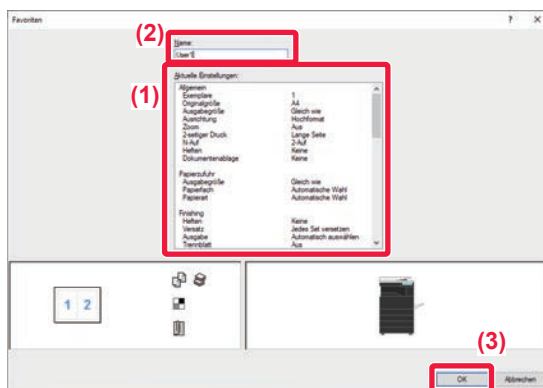 Favoriten ? X
(2)
Name:
User1
(1)
Aktuelle Einstellungen:
Allgemein
Exemplare 1
Originalgröße A4
Ausgabegröße Gleich wie
Ausrichtung Hochformat
Zoom Aus
2-seitiger Druck Lange Seite
N-Auf 2-Auf
Heften Keine
Dokumentenablage Keine
Papierzufuhr
Ausgabegröße Gleich wie
Papierfach Automatische Wahl
Papierart Automatische Wahl
Finishing
Heften Keine
Versatz Jedes Set versetzen
Ausgabe Automatisch auswählen
Trennblatt Aus
1 2
(3)
OK Abbrechen